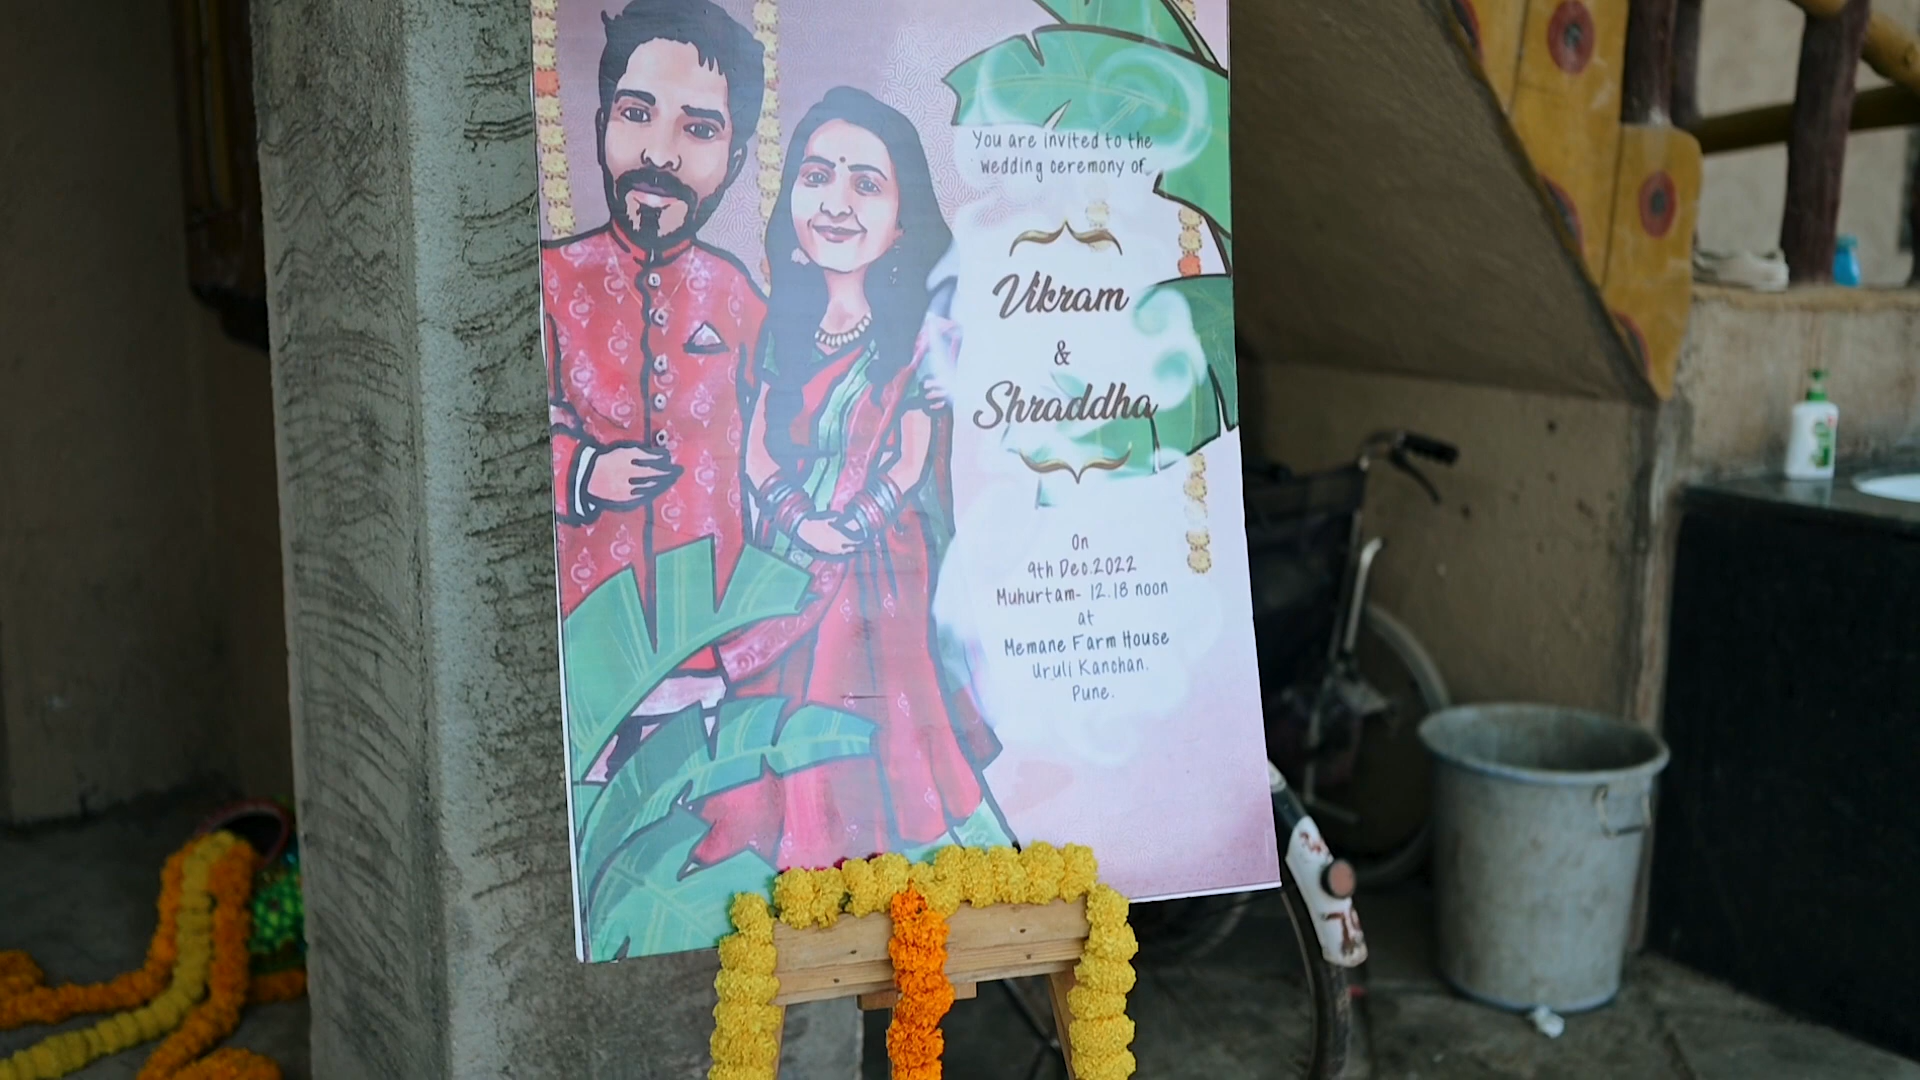 You are invited to the
wedding ceremony of
Vikram
&
Shraddha
On
9th Dec.2022
Muhurtam- 12.18 noon
at
Memane Farm House
Uruli Kanchan.
Pune.